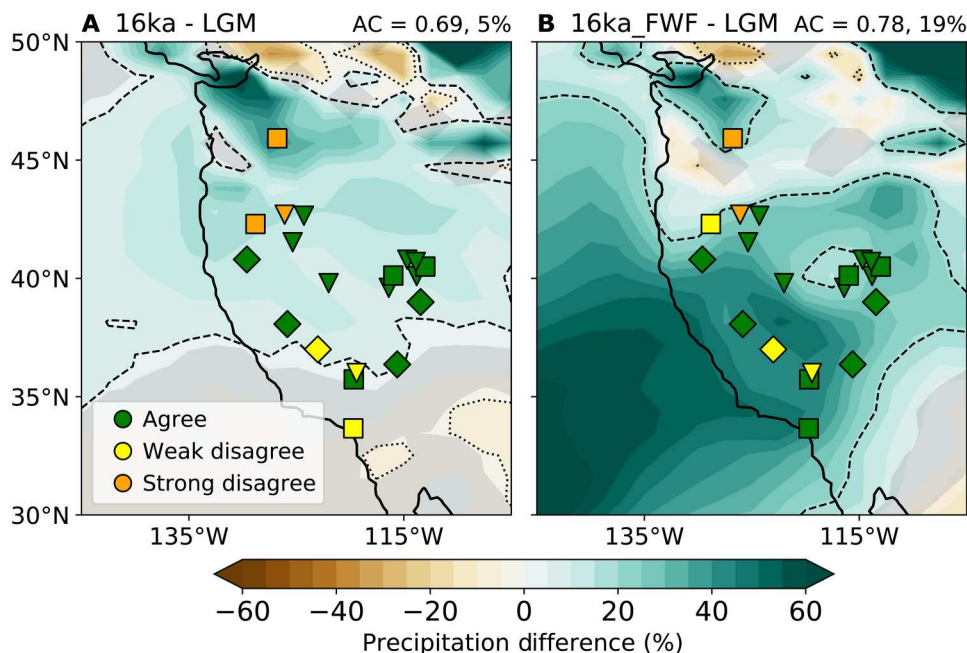 A 16ka - LGM AC = 0.69, 5%
B 16ka_FWF - LGM AC = 0.78, 19%
50°N
45°N
40°N
35°N
30°N
Agree
Weak disagree
Strong disagree
135°W 115°W
135°W 115°W
−60 −40 −20 0 20 40 60
Precipitation difference (%)